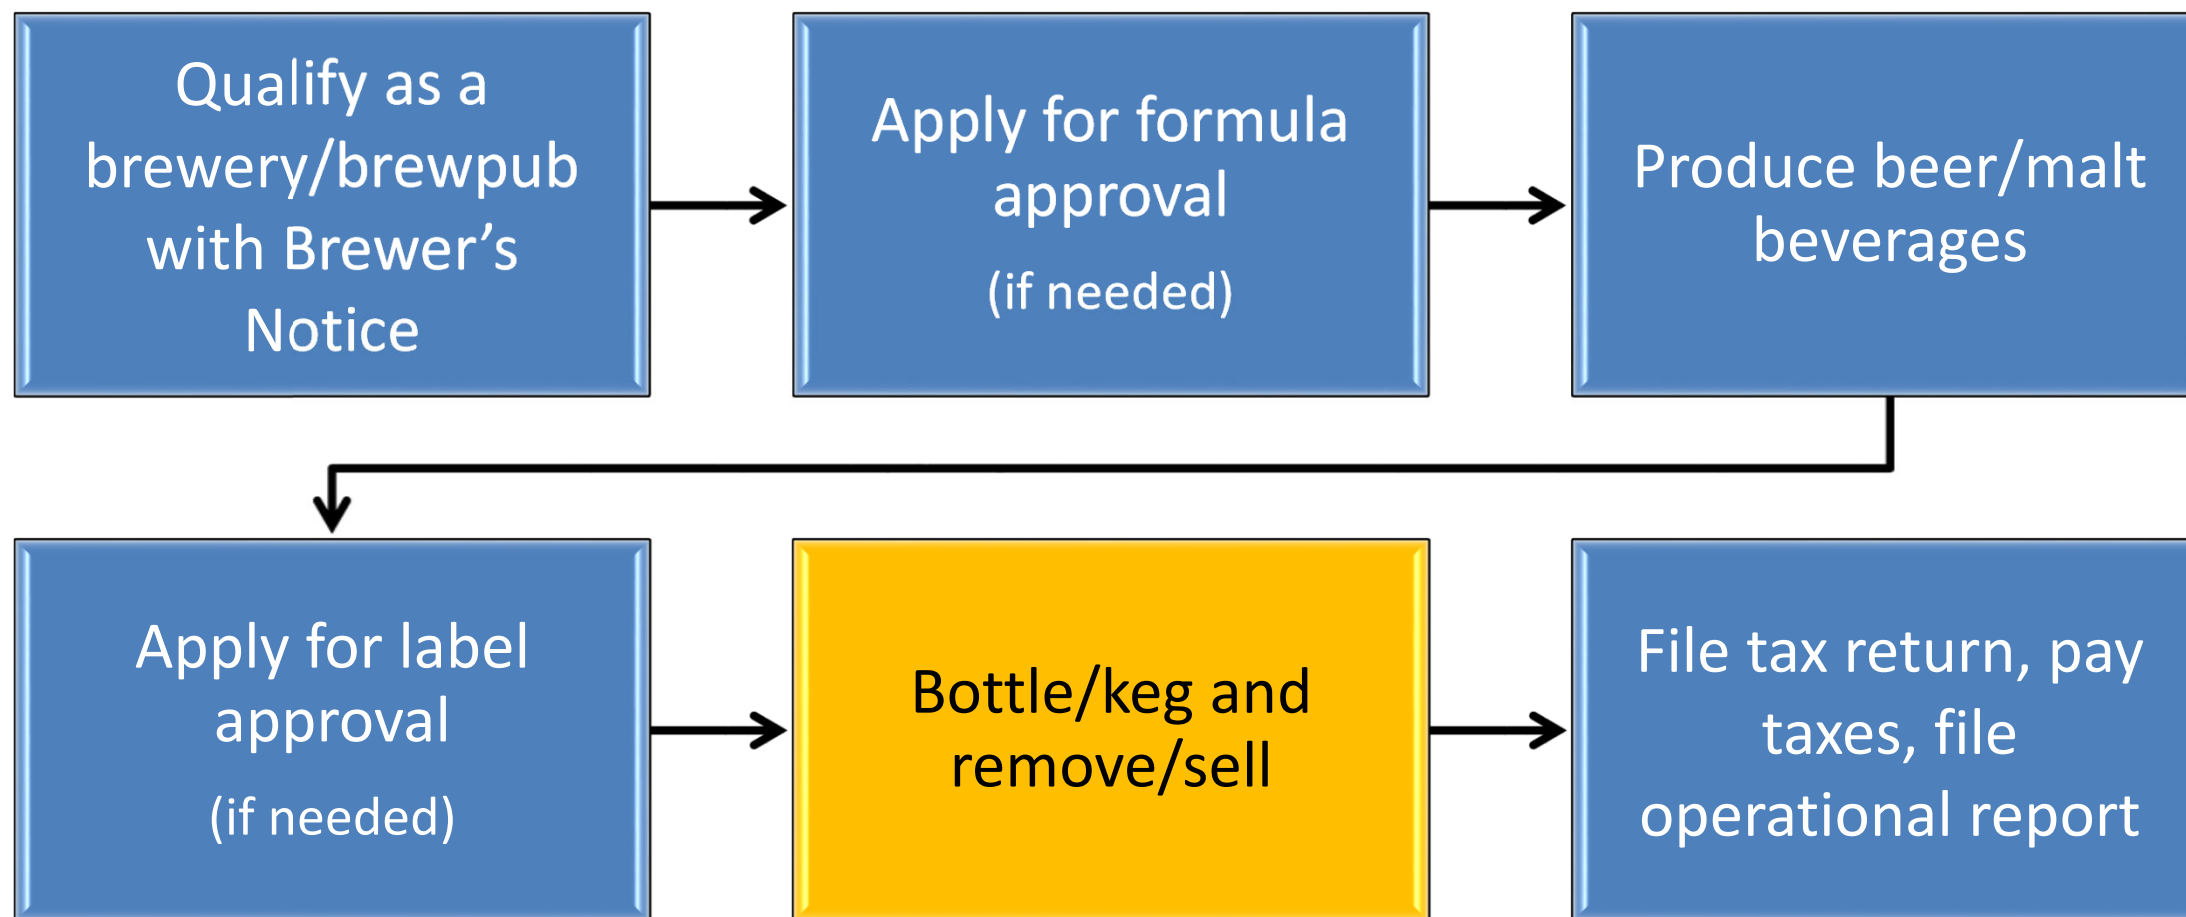 Qualify as a
brewery/brewpub
with Brewer’s
Notice
Apply for formula
approval
(if needed)
Produce beer/malt
beverages
Apply for label
approval
(if needed)
Bottle/keg and
remove/sell
File tax return, pay
taxes, file
operational report